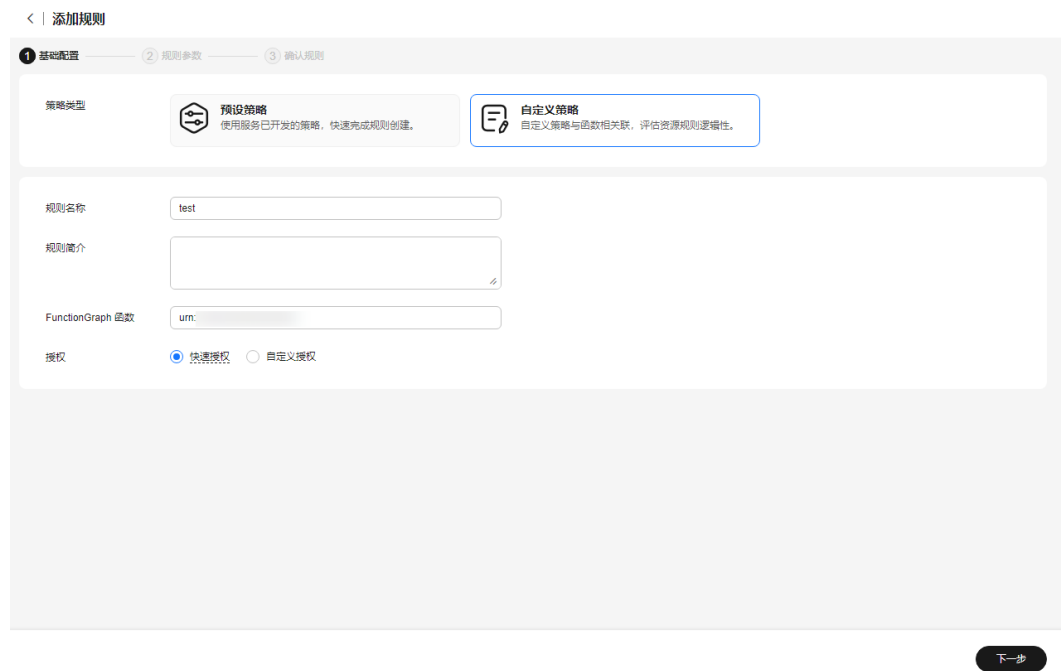 添加规则
1 基础配置 2 规则参数 3 确认规则
策略类型
预设策略
使用服务已开发的策略，快速完成规则创建。
自定义策略
自定义策略与函数相关联，评估资源规则逻辑性。
规则名称 test
规则简介
FunctionGraph 函数 urn:
授权 快速授权 自定义授权
下一步